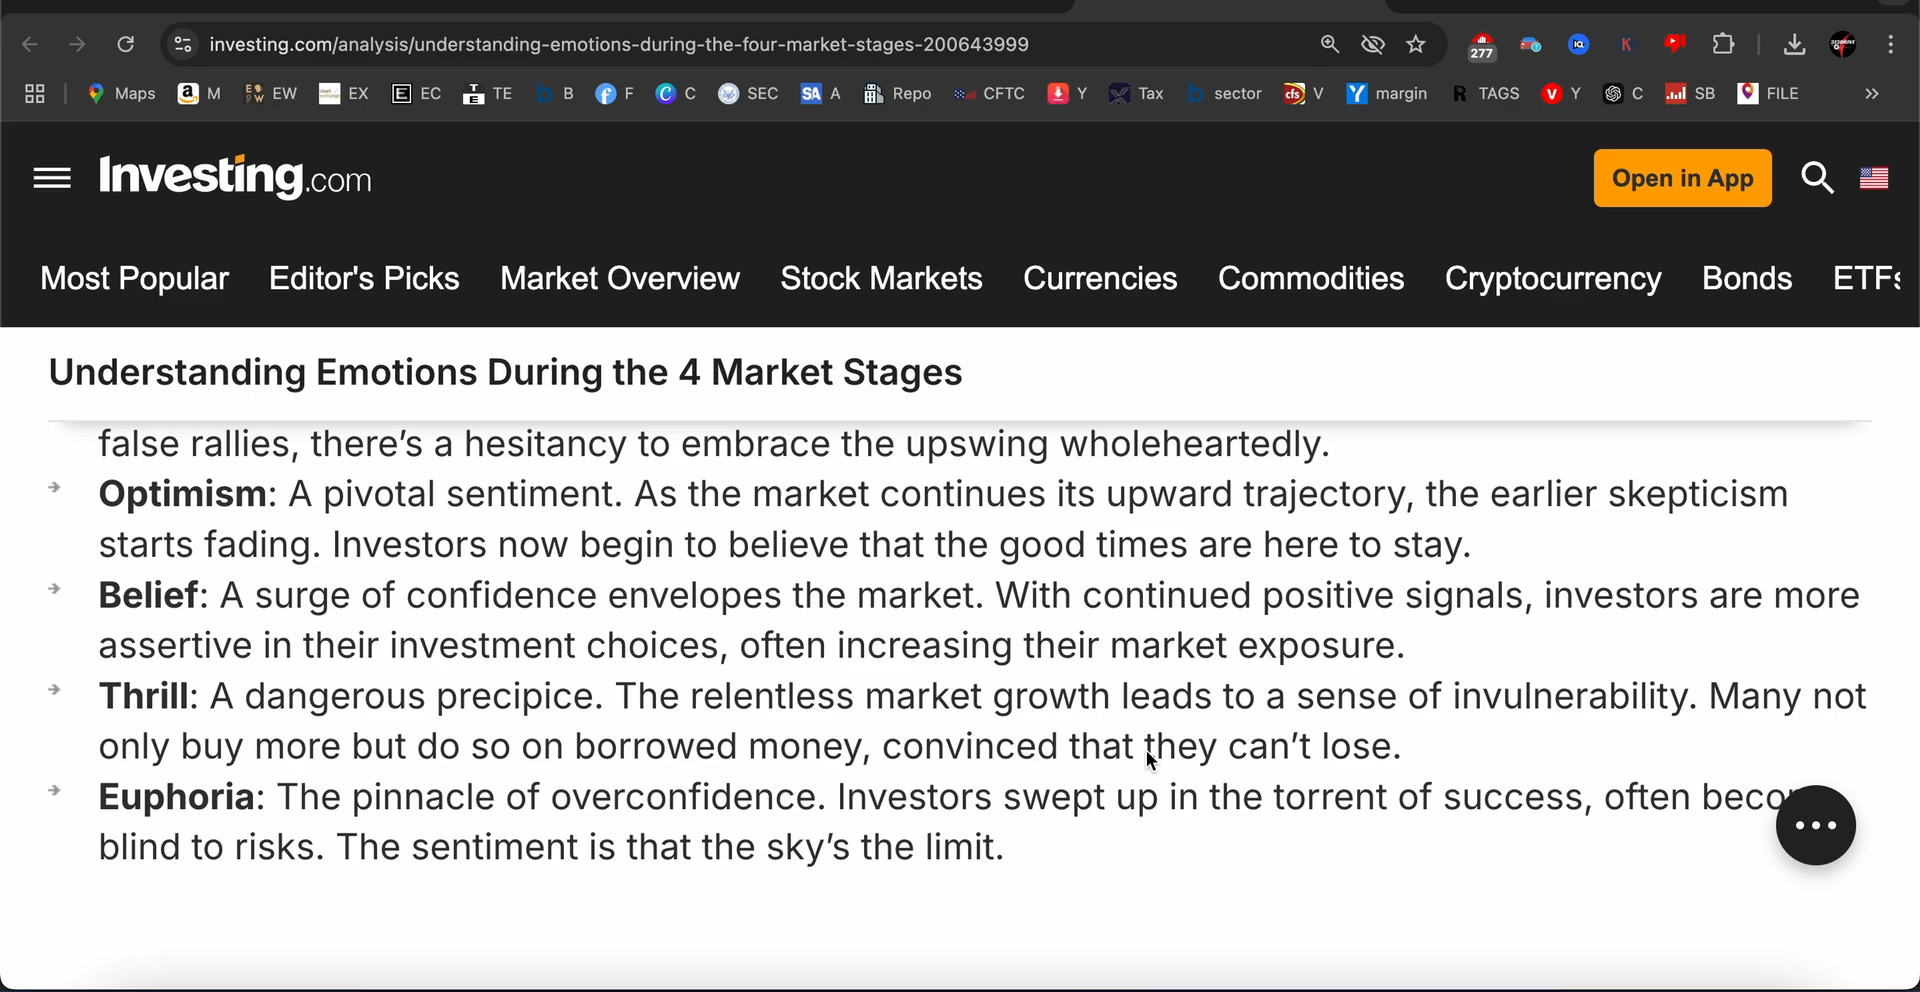 investing.com/analysis/understanding-emotions-during-the-four-market-stages-200643999
277
Maps M EW EX EC TE B F C SEC A Repo CFTC Y Tax sector V margin TAGS Y C SB FILE
Investing.com
Open in App
Most Popular Editor's Picks Market Overview Stock Markets Currencies Commodities Cryptocurrency Bonds ETFs
Understanding Emotions During the 4 Market Stages
false rallies, there’s a hesitancy to embrace the upswing wholeheartedly.
Optimism: A pivotal sentiment. As the market continues its upward trajectory, the earlier skepticism
starts fading. Investors now begin to believe that the good times are here to stay.
Belief: A surge of confidence envelopes the market. With continued positive signals, investors are more
assertive in their investment choices, often increasing their market exposure.
Thrill: A dangerous precipice. The relentless market growth leads to a sense of invulnerability. Many not
only buy more but do so on borrowed money, convinced that they can’t lose.
Euphoria: The pinnacle of overconfidence. Investors swept up in the torrent of success, often
blind to risks. The sentiment is that the sky’s the limit.